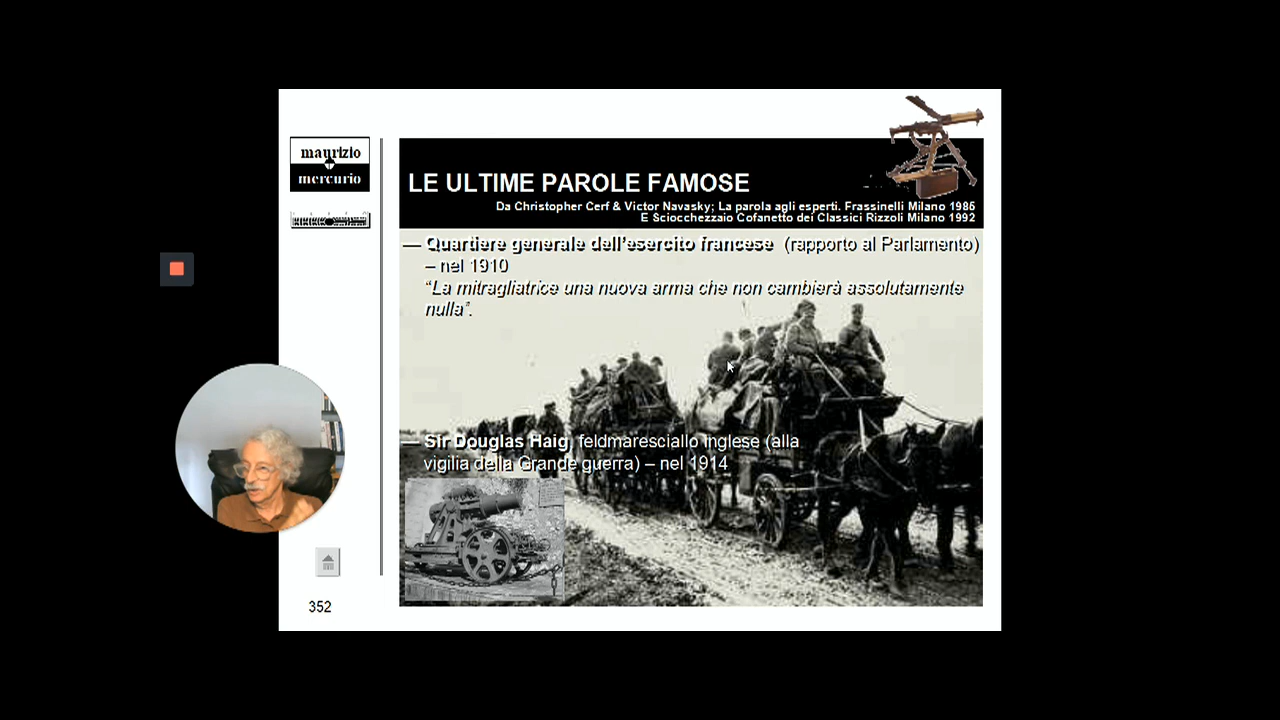 maurizio
mercurio
LE ULTIME PAROLE FAMOSE
Da Christopher Cerf & Victor Navasky; La parola agli esperti. Frassinelli Milano 1985
E Sciocchezzaio Cofanetto dei Classici Rizzoli Milano 1992
— Quartiere generale dell'esercito francese (rapporto al Parlamento)
– nel 1910
“La mitragliatrice una nuova arma che non cambierà assolutamente
nulla”.
— Sir Douglas Haig, feldmaresciallo inglese (alla
vigilia della Grande guerra) – nel 1914
352